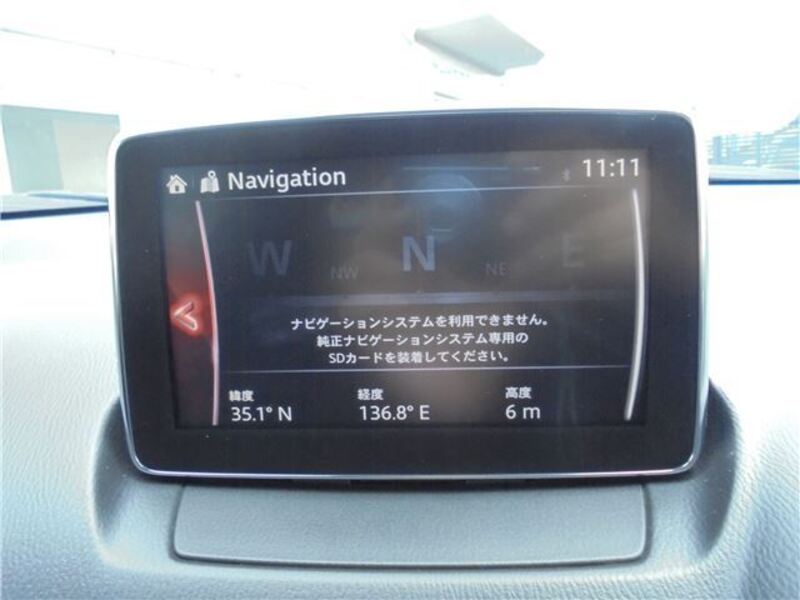 Navigation
11:11
W NW N NE E
ナビゲーションシステムを利用できません。
純正ナビゲーションシステム専用の
SDカードを装着してください。
緯度 経度 高度
35.1° N 136.8° E 6 m